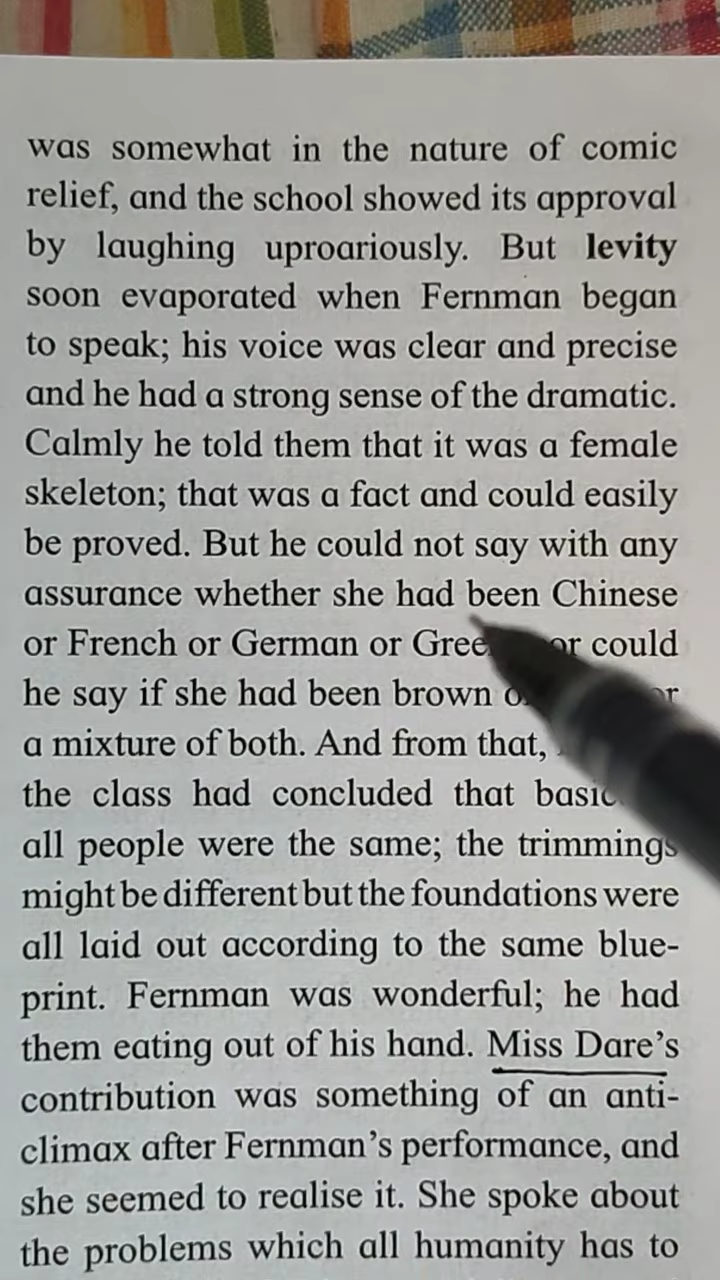 was somewhat in the nature of comic
relief, and the school showed its approval
by laughing uproariously. But levity
soon evaporated when Fernman began
to speak; his voice was clear and precise
and he had a strong sense of the dramatic.
Calmly he told them that it was a female
skeleton; that was a fact and could easily
be proved. But he could not say with any
assurance whether she had been Chinese
or French or German or or could
he say if she had been brown
a mixture of both. And from that,
the class had concluded that
all people were the same; the trimmings
might be different but the foundations were
all laid out according to the same blue-
print. Fernman was wonderful; he had
them eating out of his hand. Miss Dare's
contribution was something of an anti-
climax after Fernman's performance, and
she seemed to realise it. She spoke about
the problems which all humanity has to